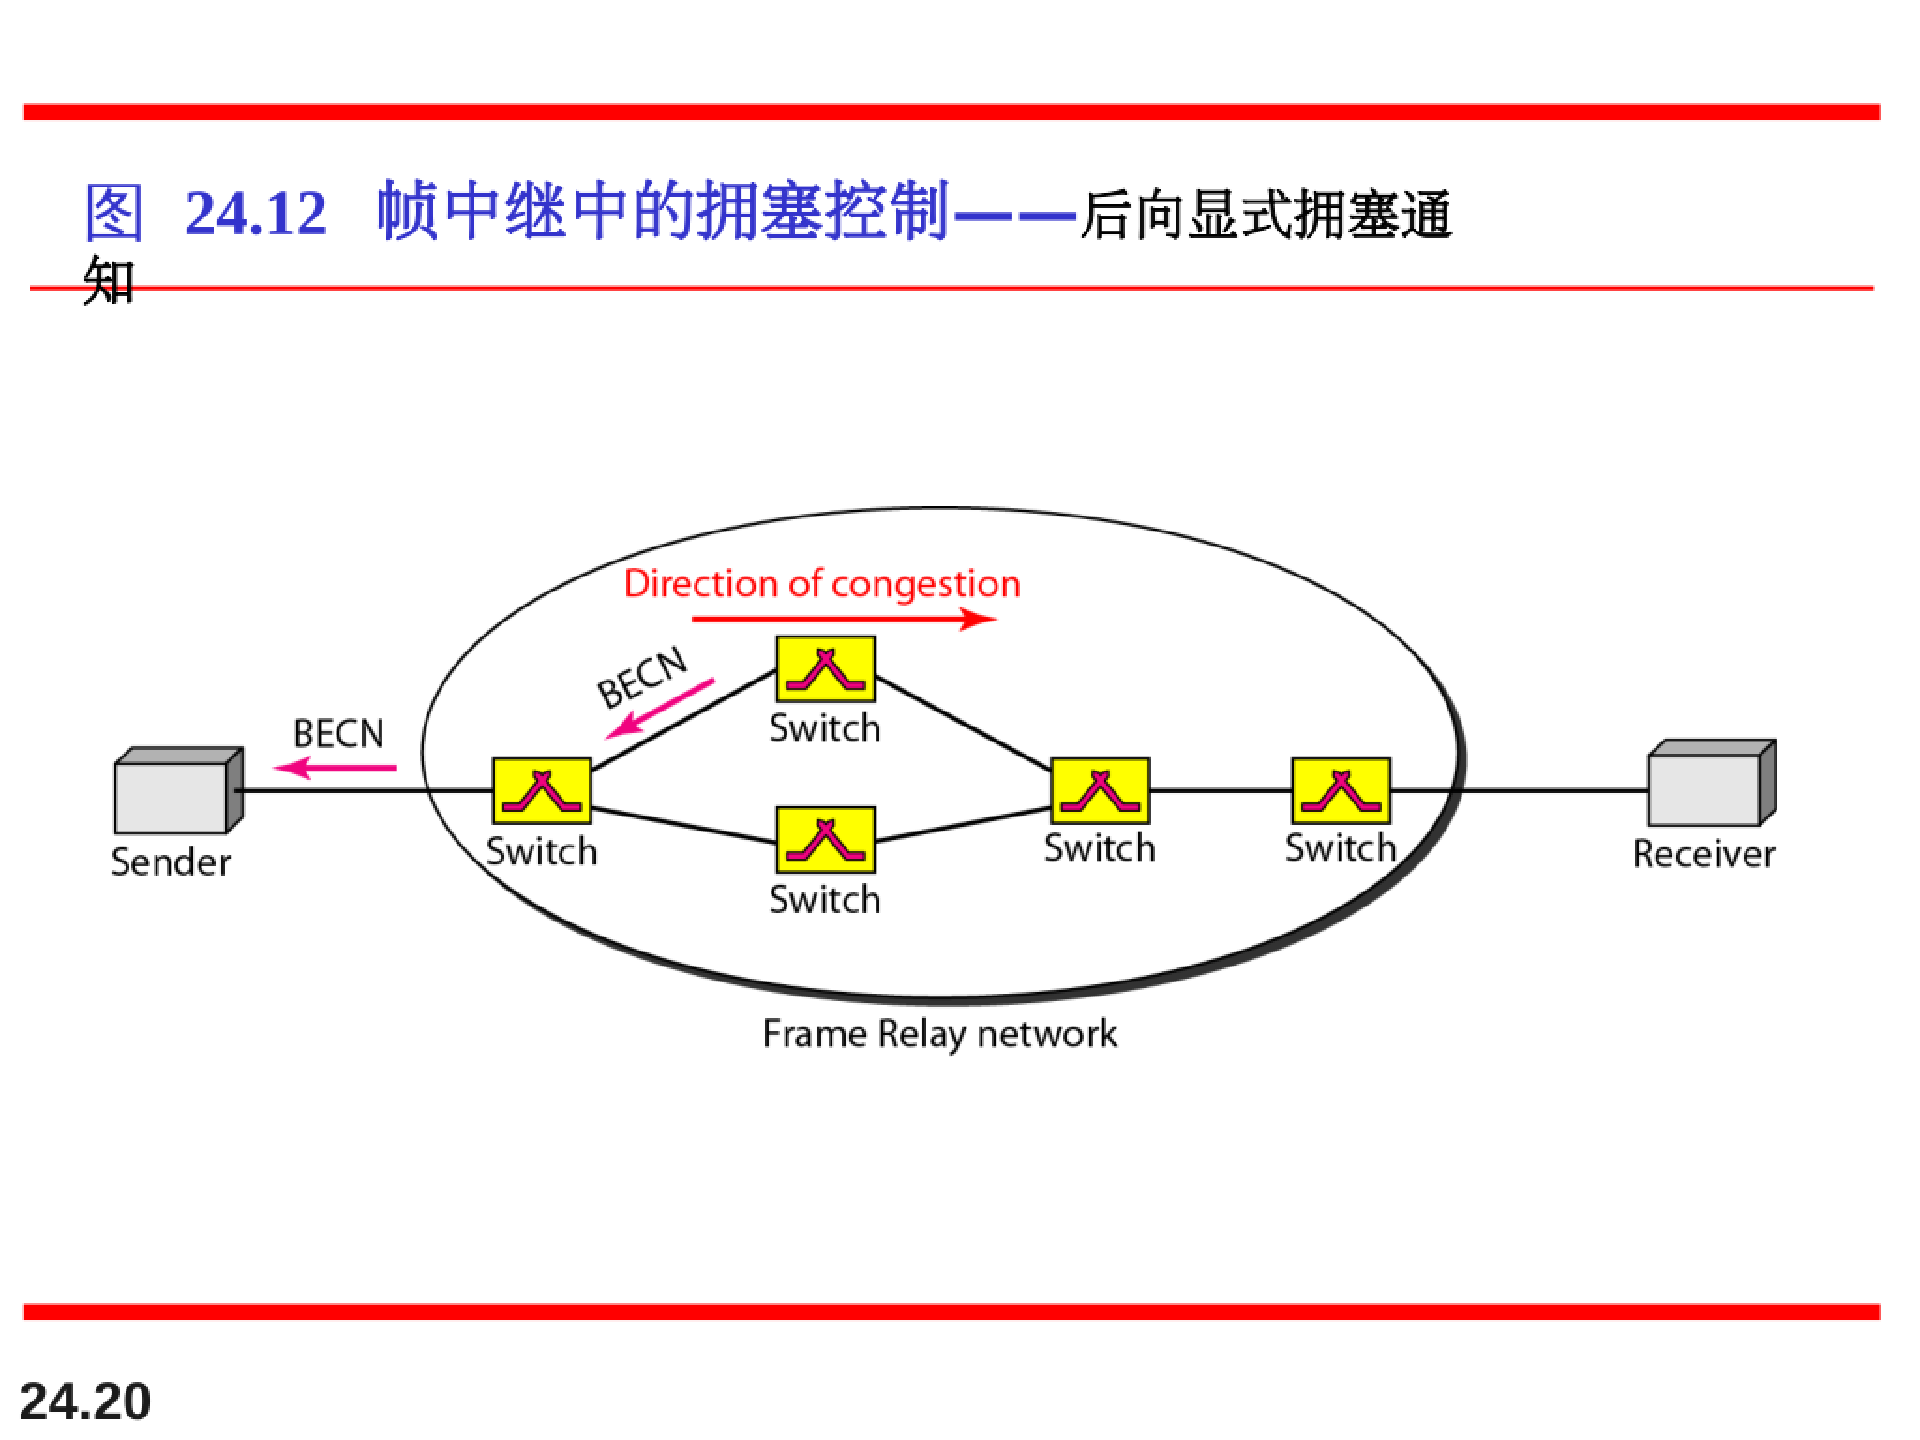 图 24.12 帧中继中的拥塞控制——后向显式拥塞通
知
Direction of congestion
BECN
Switch
BECN
Sender
Switch
Switch
Switch
Switch
Receiver
Frame Relay network
24.20